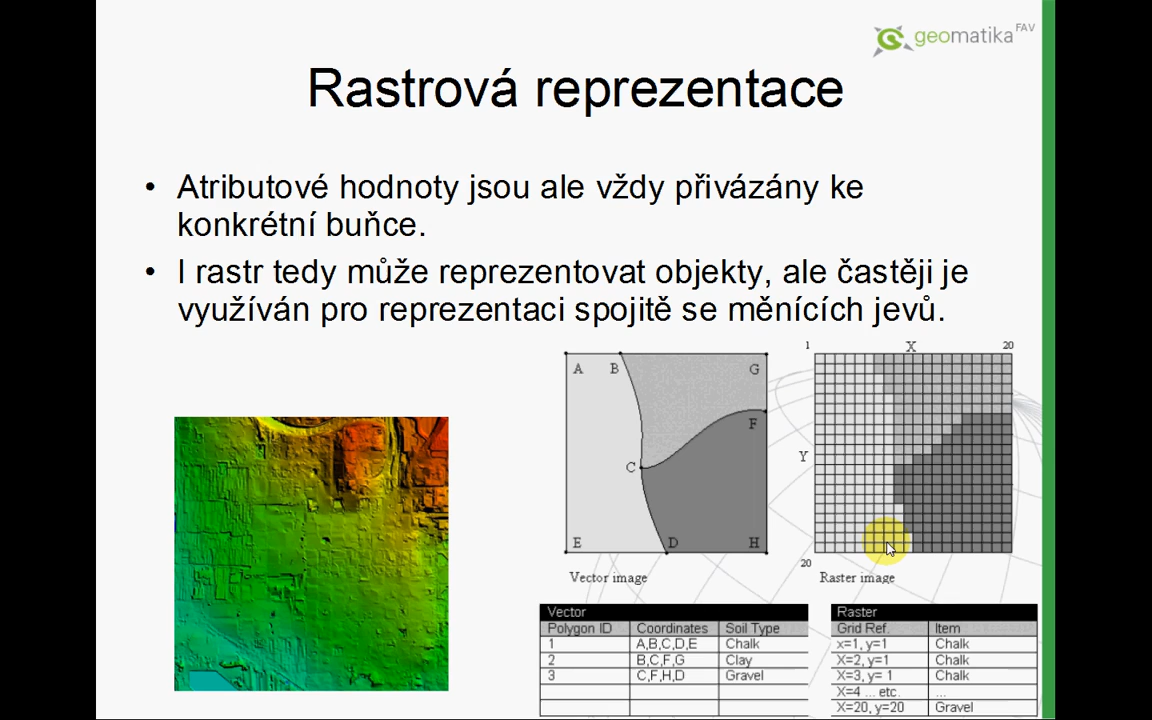 geomatika FAV
Rastrová reprezentace
• Atributové hodnoty jsou ale vždy přivázány ke
konkrétní buňce.
• I rastr tedy může reprezentovat objekty, ale častěji je
využíván pro reprezentaci spojitě se měnících jevů.
A B G
F
C
E D H
Vector image
1 X 20
Y
20
Raster image
Vector
Polygon ID Coordinates Soil Type
1 A,B,C,D,E Chalk
2 B,C,F,G Clay
3 C,F,H,D Gravel
Raster
Grid Ref. Item
x=1, y=1 Chalk
X=2, y=1 Chalk
X=3, y= 1 Chalk
X=4 ... etc. ...
X=20, y=20 Gravel